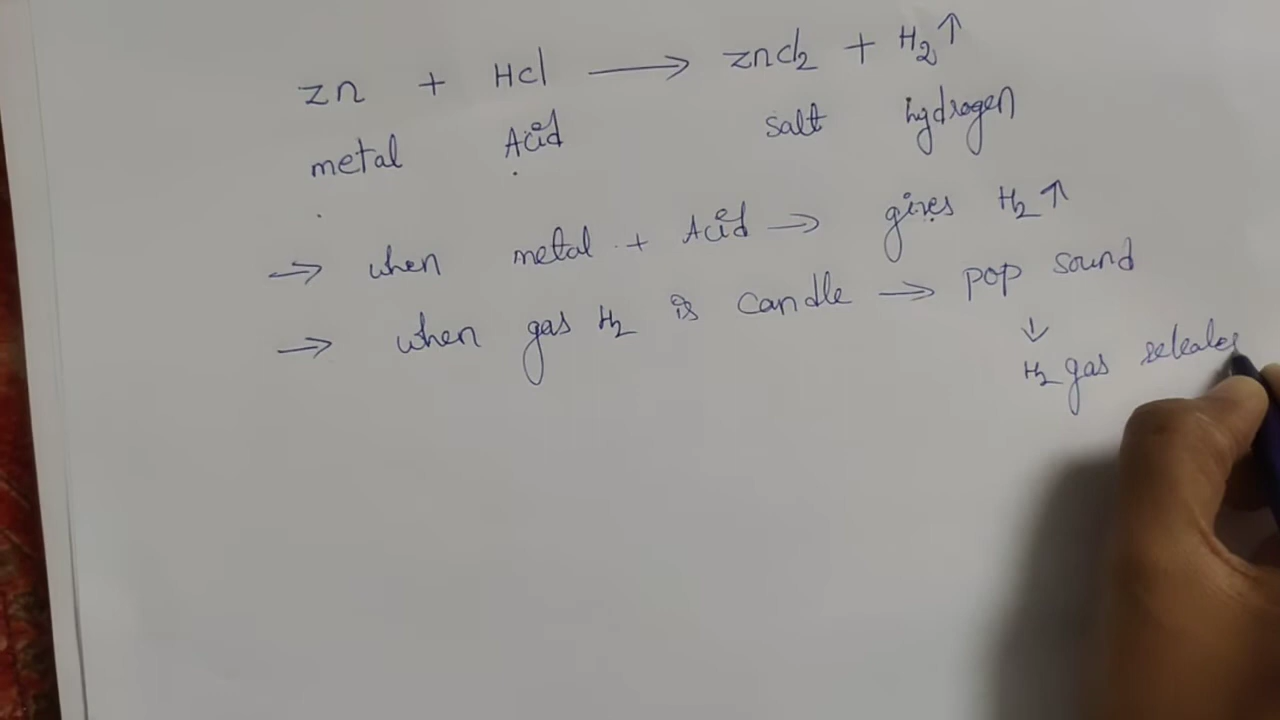 zn + Hcl ⟶ zncl₂ + H₂↑
metal Acid salt hydrogen
⇒ when metal + Acid → gives H₂↑
⇒ when gas H₂ is candle → pop sound
↓
H₂ gas